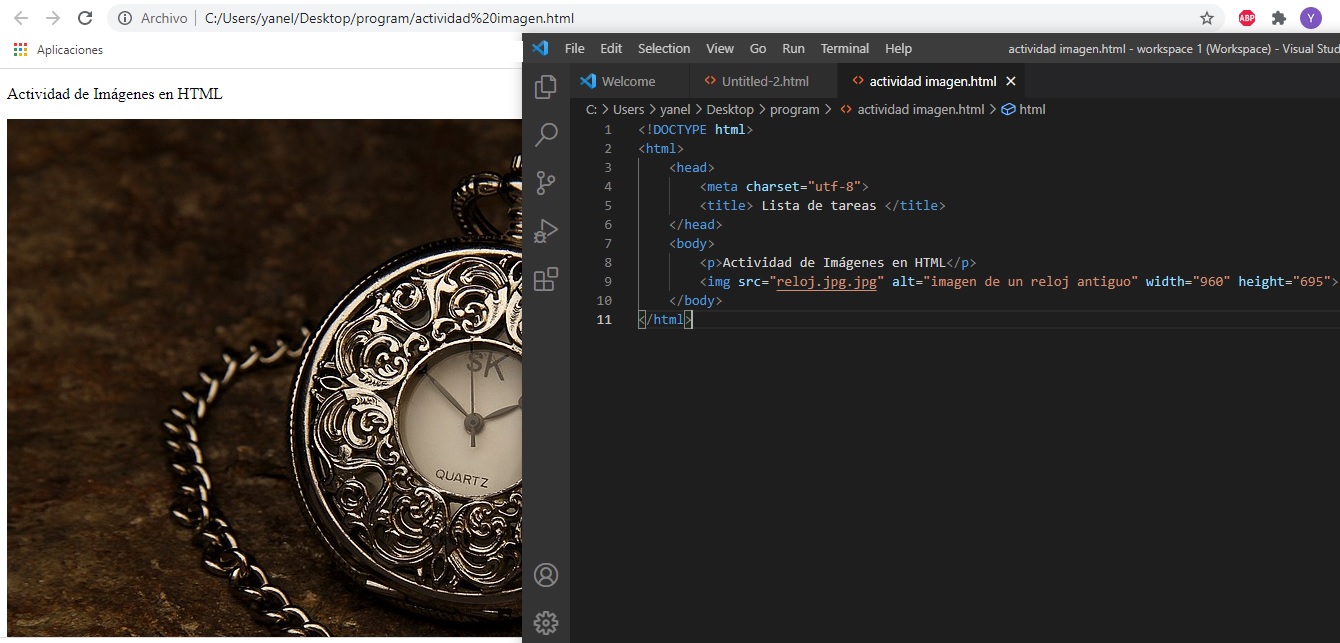 Archivo C:/Users/yanel/Desktop/program/actividad%20imagen.html ABP Y
Aplicaciones
Actividad de Imágenes en HTML
SK
QUARTZ
File Edit Selection View Go Run Terminal Help actividad imagen.html - workspace 1 (Workspace) - Visual Stud
Welcome Untitled-2.html actividad imagen.html
C: > Users > yanel > Desktop > program > actividad imagen.html > html
1 <!DOCTYPE html>
2 <html>
3 <head>
4 <meta charset="utf-8">
5 <title> Lista de tareas </title>
6 </head>
7 <body>
8 <p>Actividad de Imágenes en HTML</p>
9 <img src="reloj.jpg.jpg" alt="imagen de un reloj antiguo" width="960" height="695">
10 </body>
11 </html>